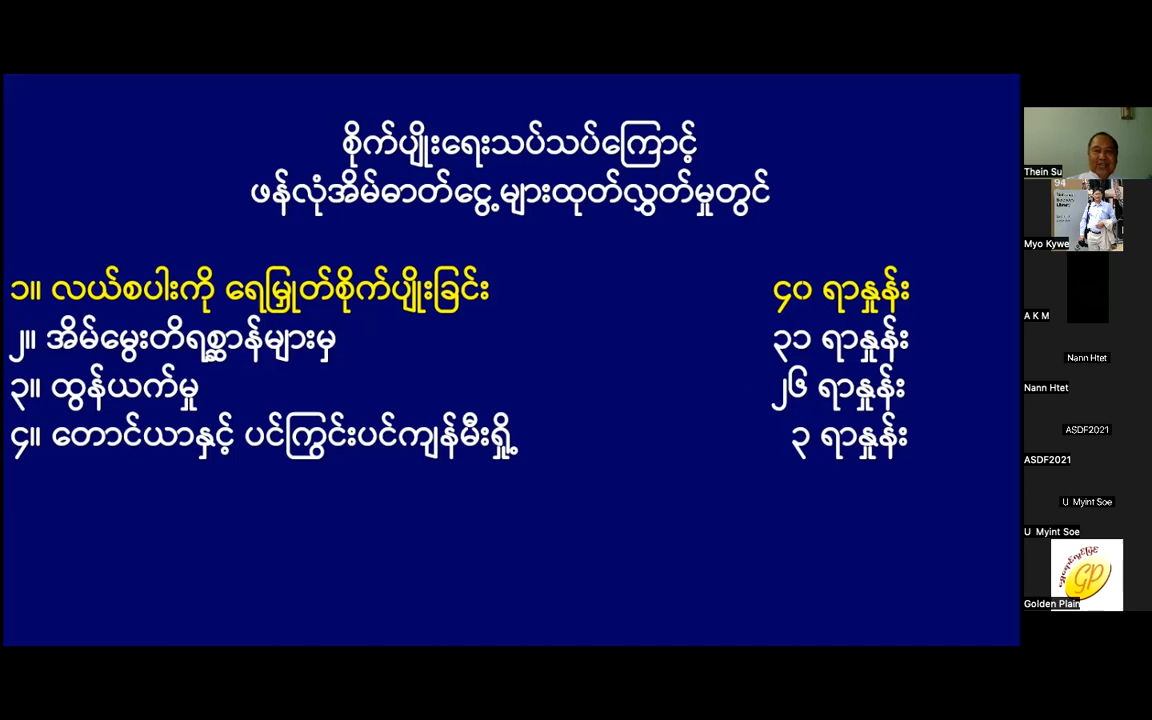 စိုက်ပျိုးရေးသပ်သပ်ကြောင့်
ဖန်လုံအိမ်ဓာတ်ငွေ့များထုတ်လွှတ်မှုတွင်
၁။ လယ်စပါးကို ရေမြှုတ်စိုက်ပျိုးခြင်း ၄၀ ရာနှုန်း
၂။ အိမ်မွေးတိရစ္ဆာန်များမှ ၃၁ ရာနှုန်း
၃။ ထွန်ယက်မှု ၂၆ ရာနှုန်း
၄။ တောင်ယာနှင့် ပင်ကြွင်းပင်ကျန်မီးရှို့ ၃ ရာနှုန်း
Thein Su
94
Library
Myo Kywe
A K M
Nann Htet
Nann Htet
ASDF2021
ASDF2021
U Myint Soe
U Myint Soe
GP
Golden Plain